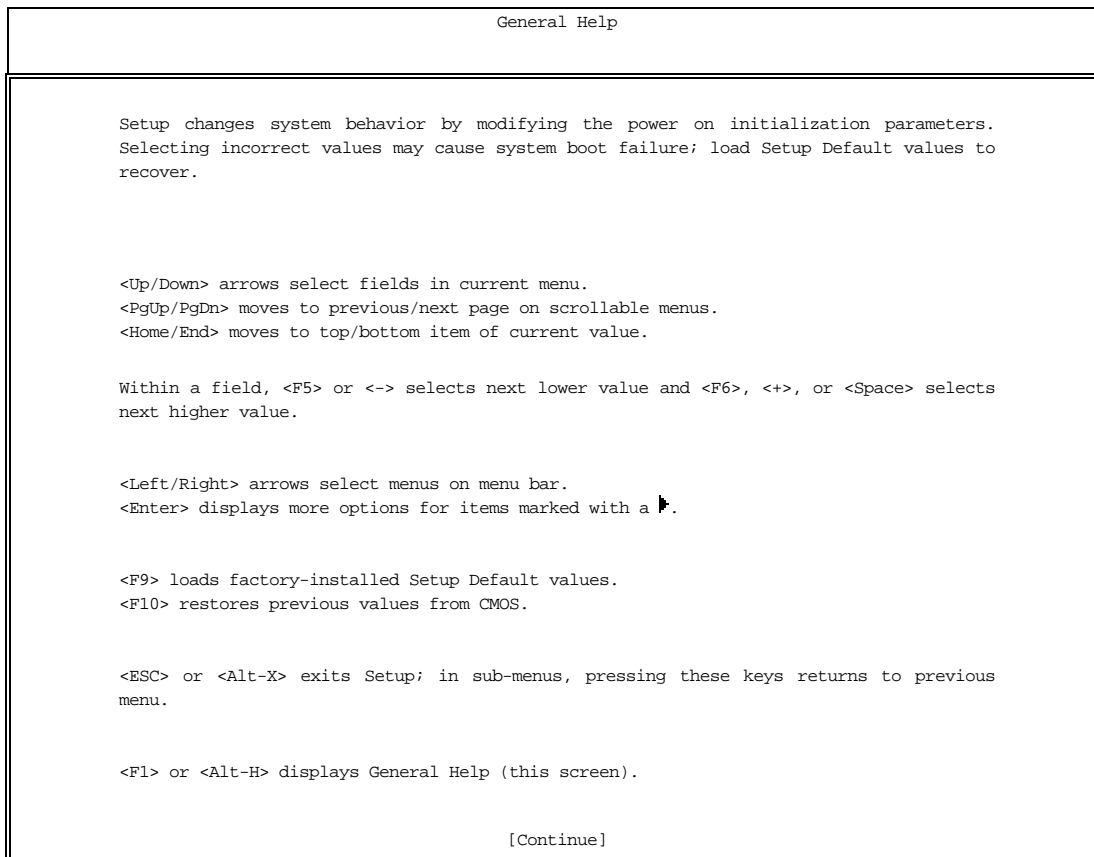 General Help
Setup changes system behavior by modifying the power on initialization parameters.
Selecting incorrect values may cause system boot failure; load Setup Default values to
recover.
<Up/Down> arrows select fields in current menu.
<PgUp/PgDn> moves to previous/next page on scrollable menus.
<Home/End> moves to top/bottom item of current value.
Within a field, <F5> or <-> selects next lower value and <F6>, <+>, or <Space> selects
next higher value.
<Left/Right> arrows select menus on menu bar.
<Enter> displays more options for items marked with a ▶.
<F9> loads factory-installed Setup Default values.
<F10> restores previous values from CMOS.
<ESC> or <Alt-X> exits Setup; in sub-menus, pressing these keys returns to previous
menu.
<F1> or <Alt-H> displays General Help (this screen).
[Continue]